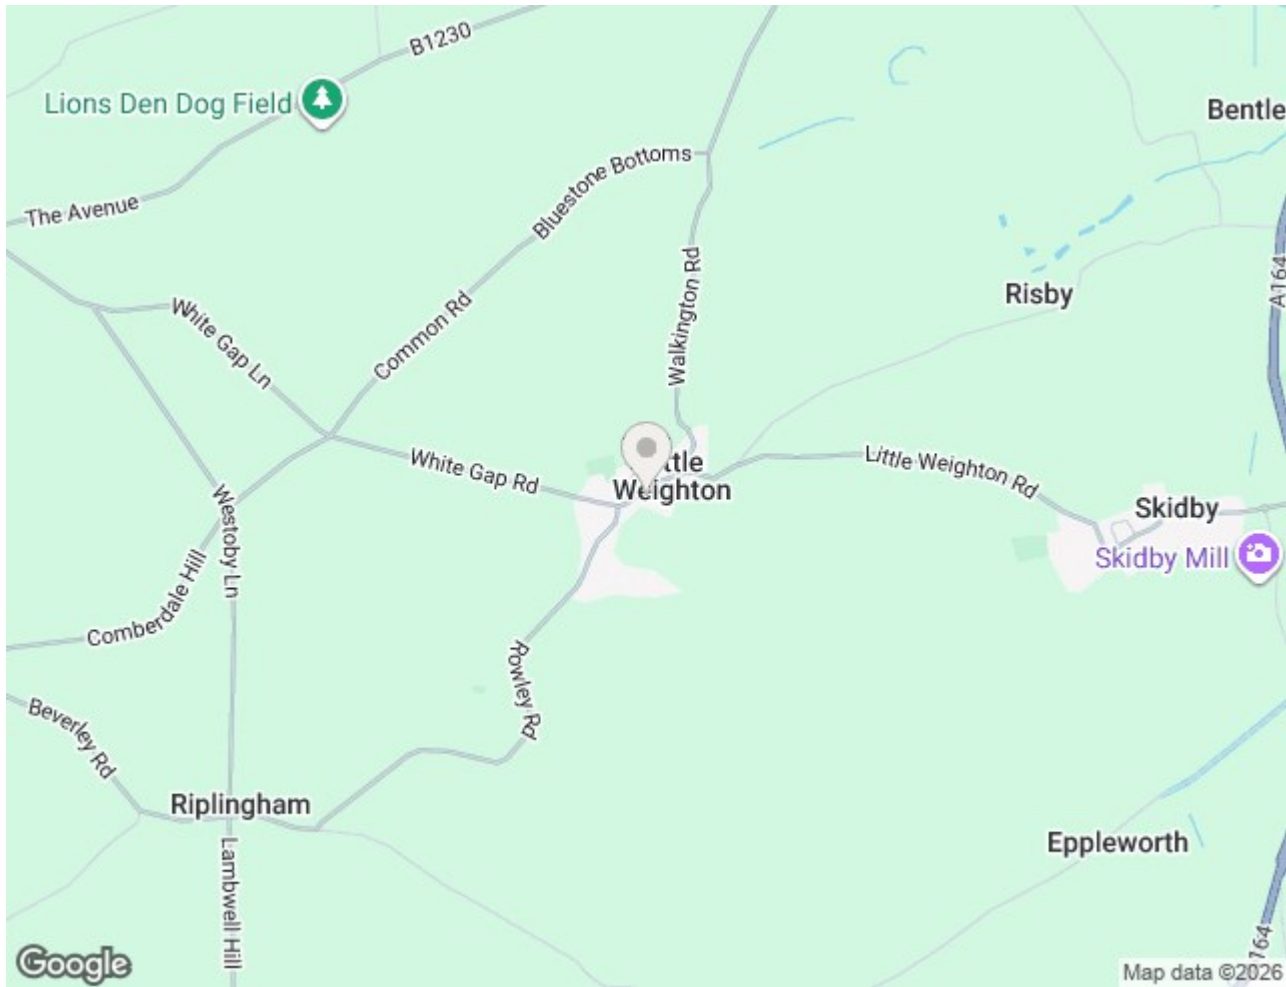 B1230
Lions Den Dog Field
Bentle
Bluestone Bottoms
The Avenue
Walkington Rd
A164
Risby
White Gap Ln
Common Rd
ttle
Weighton
White Gap Rd
Little Weighton Rd
Skidby
Skidby Mill
Westoby Ln
Comberdale Hill
Rowley Rd
Beverley Rd
Riplingham
Eppleworth
Lambwell Hill
164
Google
Map data ©2026